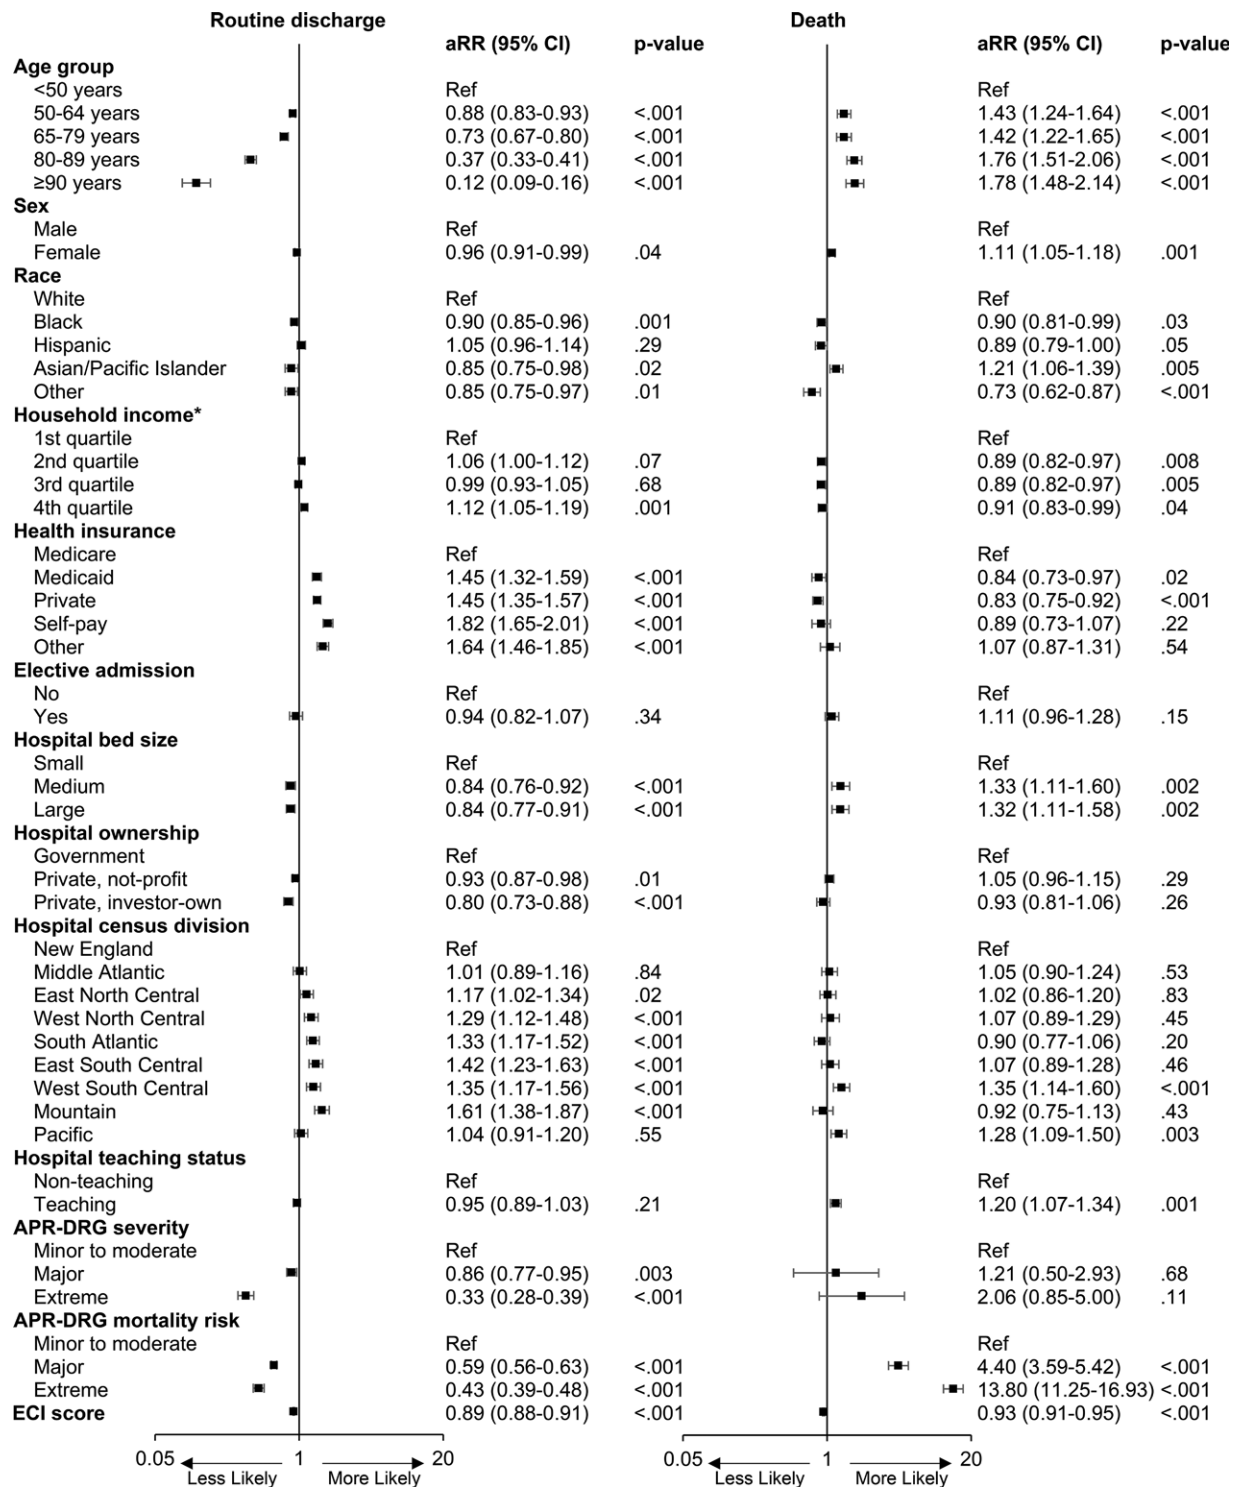 Routine discharge Death
aRR (95% CI) p-value aRR (95% CI) p-value
Age group
<50 years Ref Ref
50-64 years 0.88 (0.83-0.93) <.001 1.43 (1.24-1.64) <.001
65-79 years 0.73 (0.67-0.80) <.001 1.42 (1.22-1.65) <.001
80-89 years 0.37 (0.33-0.41) <.001 1.76 (1.51-2.06) <.001
≥90 years 0.12 (0.09-0.16) <.001 1.78 (1.48-2.14) <.001
Sex
Male Ref Ref
Female 0.96 (0.91-0.99) .04 1.11 (1.05-1.18) .001
Race
White Ref Ref
Black 0.90 (0.85-0.96) .001 0.90 (0.81-0.99) .03
Hispanic 1.05 (0.96-1.14) .29 0.89 (0.79-1.00) .05
Asian/Pacific Islander 0.85 (0.75-0.98) .02 1.21 (1.06-1.39) .005
Other 0.85 (0.75-0.97) .01 0.73 (0.62-0.87) <.001
Household income*
1st quartile Ref Ref
2nd quartile 1.06 (1.00-1.12) .07 0.89 (0.82-0.97) .008
3rd quartile 0.99 (0.93-1.05) .68 0.89 (0.82-0.97) .005
4th quartile 1.12 (1.05-1.19) .001 0.91 (0.83-0.99) .04
Health insurance
Medicare Ref Ref
Medicaid 1.45 (1.32-1.59) <.001 0.84 (0.73-0.97) .02
Private 1.45 (1.35-1.57) <.001 0.83 (0.75-0.92) <.001
Self-pay 1.82 (1.65-2.01) <.001 0.89 (0.73-1.07) .22
Other 1.64 (1.46-1.85) <.001 1.07 (0.87-1.31) .54
Elective admission
No Ref Ref
Yes 0.94 (0.82-1.07) .34 1.11 (0.96-1.28) .15
Hospital bed size
Small Ref Ref
Medium 0.84 (0.76-0.92) <.001 1.33 (1.11-1.60) .002
Large 0.84 (0.77-0.91) <.001 1.32 (1.11-1.58) .002
Hospital ownership
Government Ref Ref
Private, not-profit 0.93 (0.87-0.98) .01 1.05 (0.96-1.15) .29
Private, investor-own 0.80 (0.73-0.88) <.001 0.93 (0.81-1.06) .26
Hospital census division
New England Ref Ref
Middle Atlantic 1.01 (0.89-1.16) .84 1.05 (0.90-1.24) .53
East North Central 1.17 (1.02-1.34) .02 1.02 (0.86-1.20) .83
West North Central 1.29 (1.12-1.48) <.001 1.07 (0.89-1.29) .45
South Atlantic 1.33 (1.17-1.52) <.001 0.90 (0.77-1.06) .20
East South Central 1.42 (1.23-1.63) <.001 1.07 (0.89-1.28) .46
West South Central 1.35 (1.17-1.56) <.001 1.35 (1.14-1.60) <.001
Mountain 1.61 (1.38-1.87) <.001 0.92 (0.75-1.13) .43
Pacific 1.04 (0.91-1.20) .55 1.28 (1.09-1.50) .003
Hospital teaching status
Non-teaching Ref Ref
Teaching 0.95 (0.89-1.03) .21 1.20 (1.07-1.34) .001
APR-DRG severity
Minor to moderate Ref Ref
Major 0.86 (0.77-0.95) .003 1.21 (0.50-2.93) .68
Extreme 0.33 (0.28-0.39) <.001 2.06 (0.85-5.00) .11
APR-DRG mortality risk
Minor to moderate Ref Ref
Major 0.59 (0.56-0.63) <.001 4.40 (3.59-5.42) <.001
Extreme 0.43 (0.39-0.48) <.001 13.80 (11.25-16.93) <.001
ECI score 0.89 (0.88-0.91) <.001 0.93 (0.91-0.95) <.001
0.05 1 20 0.05 1 20
Less Likely More Likely Less Likely More Likely